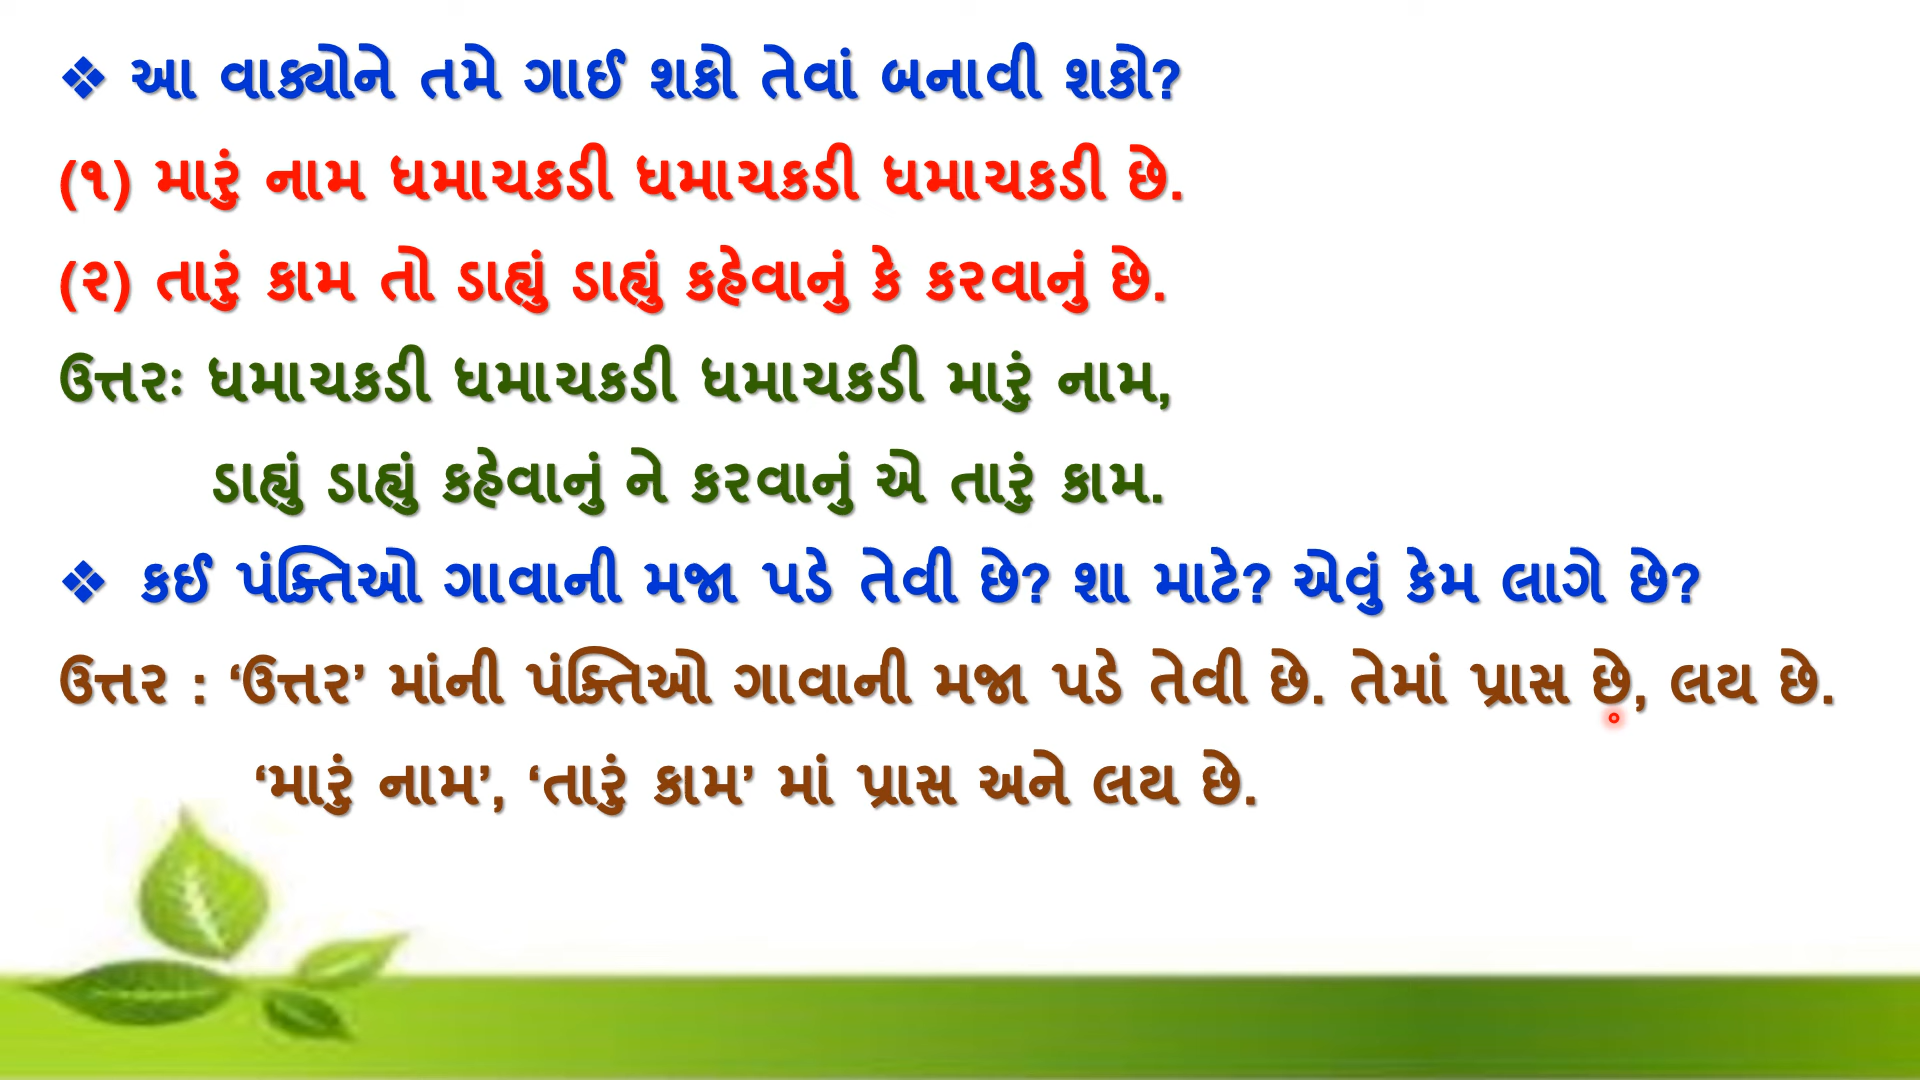 ❖ આ વાક્યોને તમે ગાઈ શકો તેવાં બનાવી શકો?
(૧) મારું નામ ધમાચકડી ધમાચકડી ધમાચકડી છે.
(૨) તારું કામ તો ડાહ્યું ડાહ્યું કહેવાનું કે કરવાનું છે.
ઉત્તરઃ ધમાચકડી ધમાચકડી ધમાચકડી મારું નામ,
ડાહ્યું ડાહ્યું કહેવાનું ને કરવાનું એ તારું કામ.
❖ કઈ પંક્તિઓ ગાવાની મજા પડે તેવી છે? શા માટે? એવું કેમ લાગે છે?
ઉત્તર : ‘ઉત્તર’ માંની પંક્તિઓ ગાવાની મજા પડે તેવી છે. તેમાં પ્રાસ છે, લય છે.
‘મારું નામ’, ‘તારું કામ’ માં પ્રાસ અને લય છે.